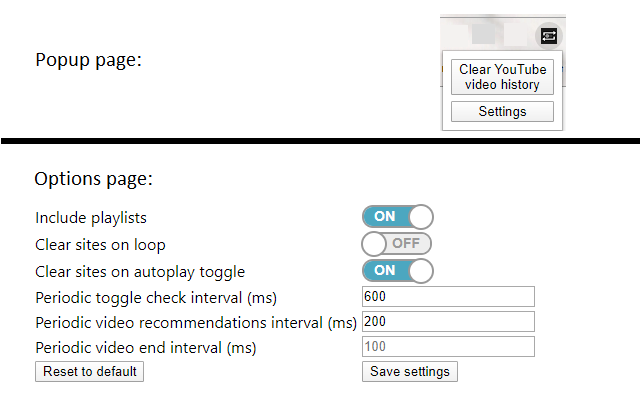 Popup page:
Clear YouTube
video history
Settings
Options page:
Include playlists ON
Clear sites on loop OFF
Clear sites on autoplay toggle ON
Periodic toggle check interval (ms) 600
Periodic video recommendations interval (ms) 200
Periodic video end interval (ms) 100
Reset to default Save settings